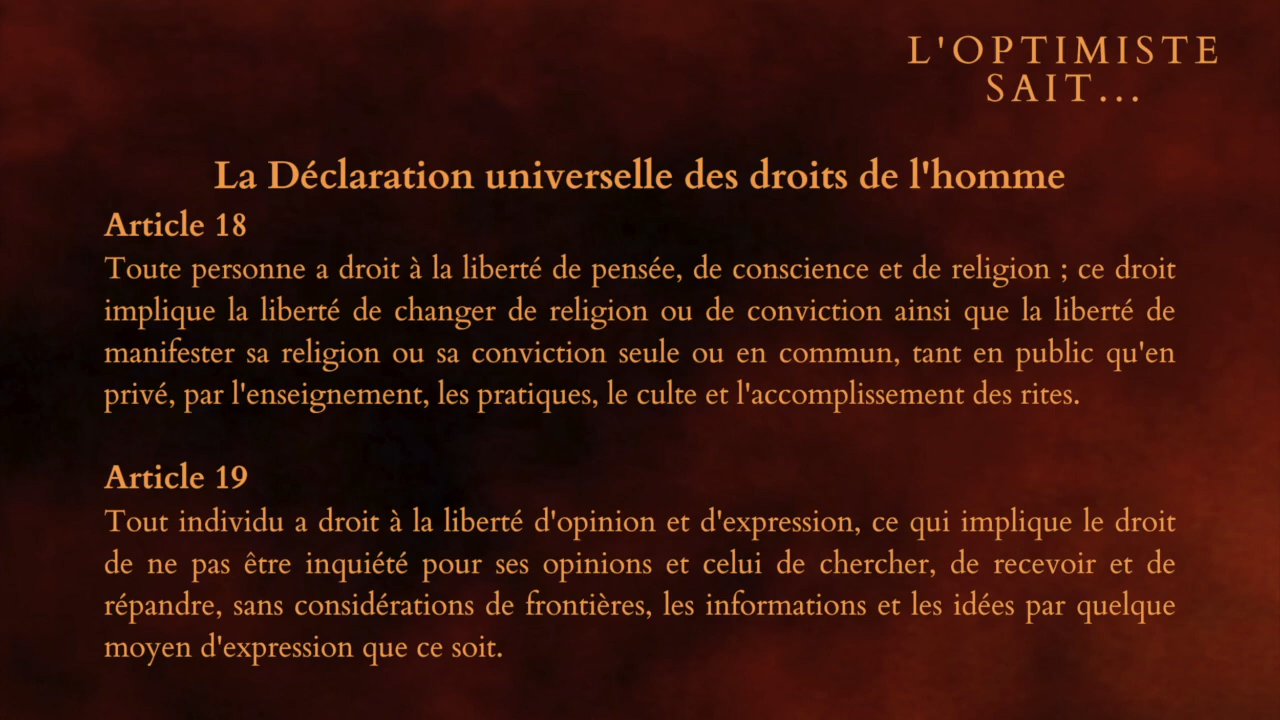 L'OPTIMISTE
SAIT...
La Déclaration universelle des droits de l'homme
Article 18
Toute personne a droit à la liberté de pensée, de conscience et de religion ; ce droit
implique la liberté de changer de religion ou de conviction ainsi que la liberté de
manifester sa religion ou sa conviction seule ou en commun, tant en public qu'en
privé, par l'enseignement, les pratiques, le culte et l'accomplissement des rites.
Article 19
Tout individu a droit à la liberté d'opinion et d'expression, ce qui implique le droit
de ne pas être inquiété pour ses opinions et celui de chercher, de recevoir et de
répandre, sans considérations de frontières, les informations et les idées par quelque
moyen d'expression que ce soit.